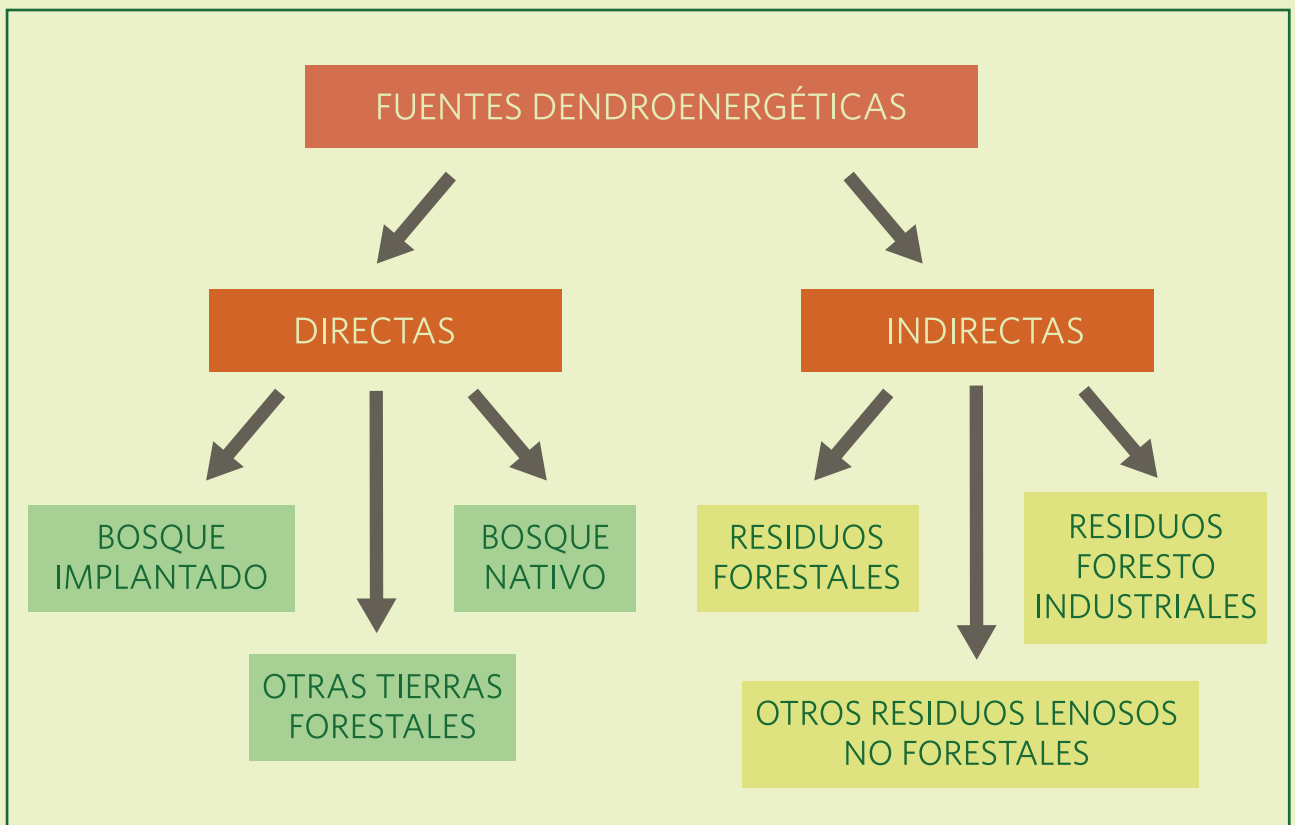 FUENTES DENDROENERGÉTICAS
DIRECTAS
INDIRECTAS
BOSQUE
IMPLANTADO
BOSQUE
NATIVO
OTRAS TIERRAS
FORESTALES
RESIDUOS
FORESTALES
RESIDUOS
FORESTO
INDUSTRIALES
OTROS RESIDUOS LENOSOS
NO FORESTALES